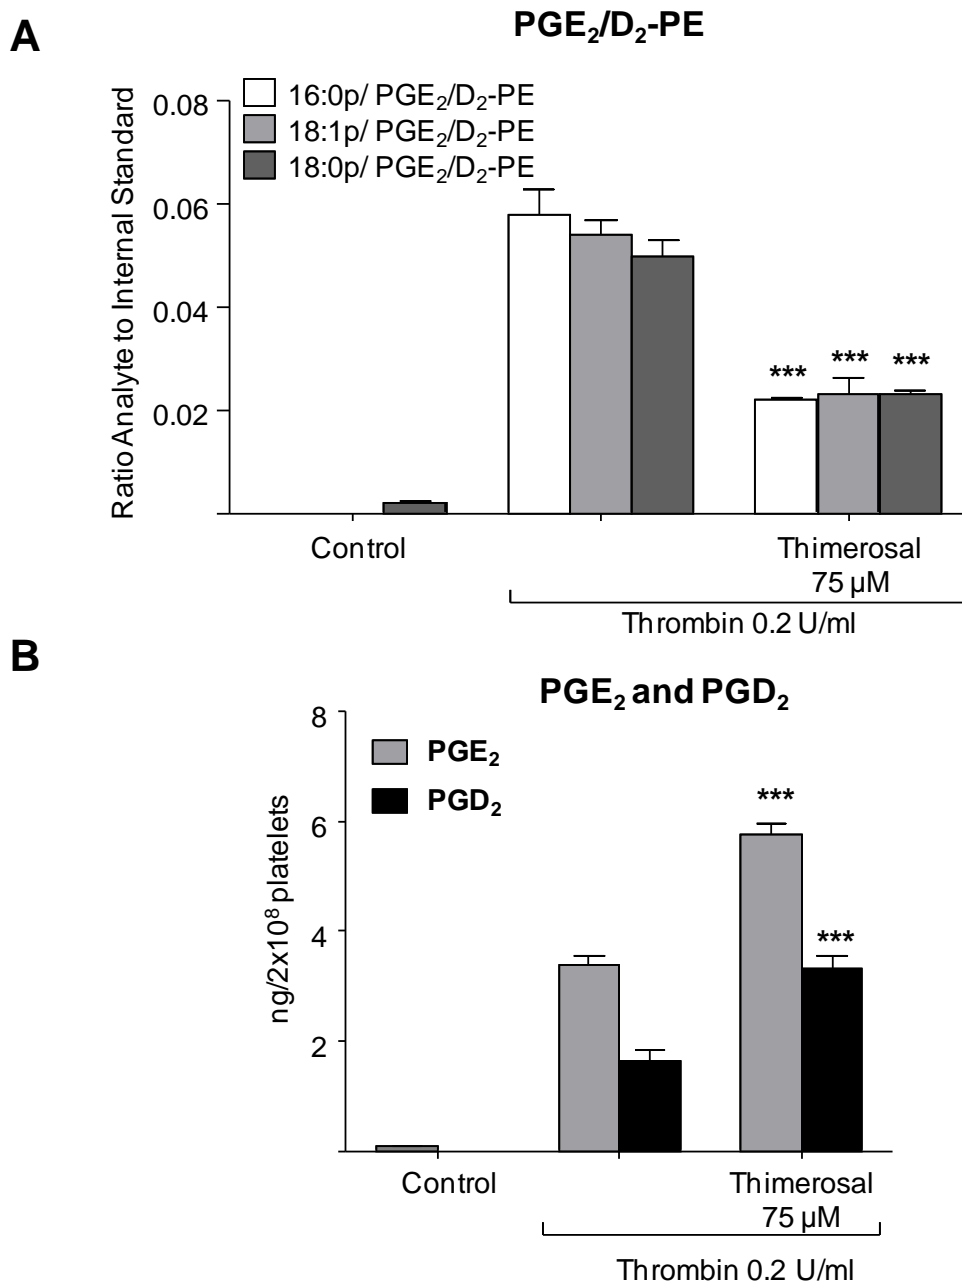 A
PGE₂/D₂-PE
Ratio Analyte to Internal Standard
0.08
0.06
0.04
0.02
16:0p/ PGE₂/D₂-PE
18:1p/ PGE₂/D₂-PE
18:0p/ PGE₂/D₂-PE
*** *** ***
Control
Thimerosal
75 µM
Thrombin 0.2 U/ml
B
PGE₂ and PGD₂
ng/2x10⁸ platelets
8
6
4
2
PGE₂
PGD₂
***
***
Control
Thimerosal
75 µM
Thrombin 0.2 U/ml